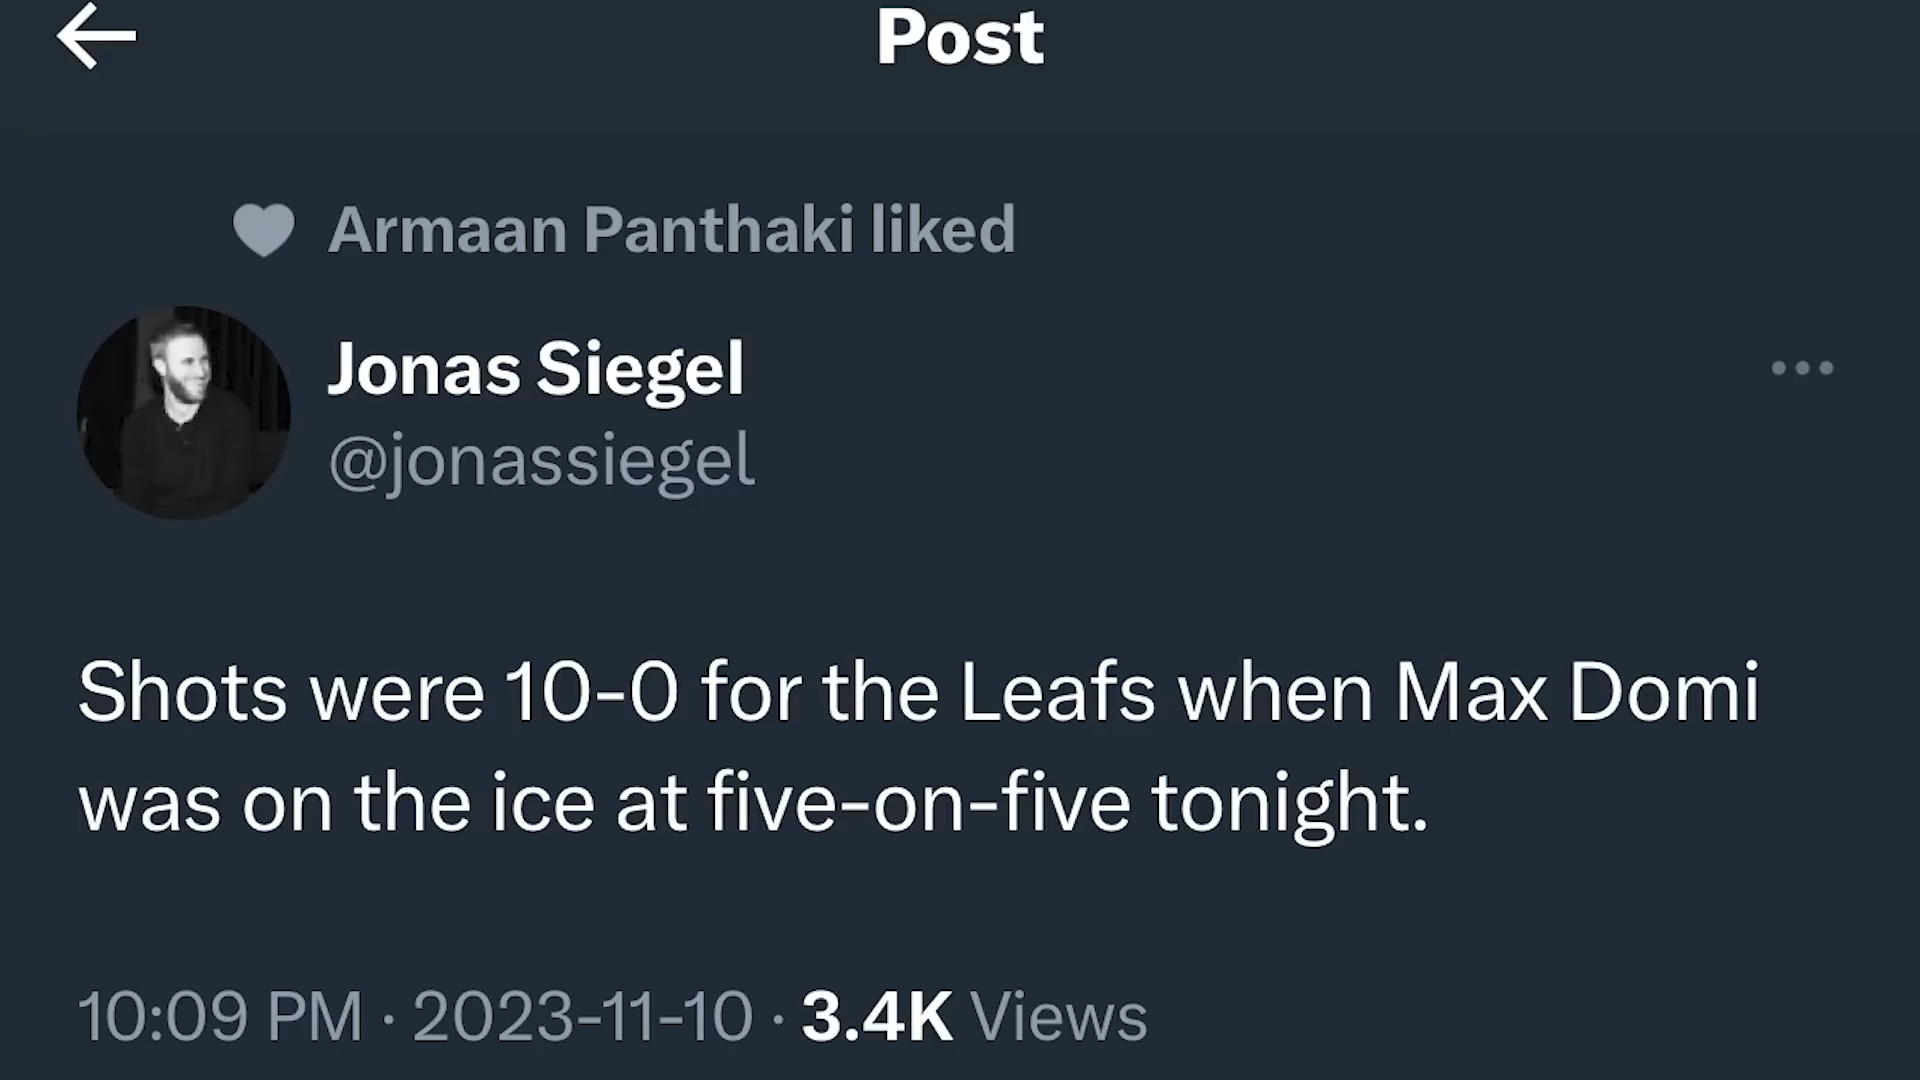 Post
Armaan Panthaki liked
Jonas Siegel
@jonassiegel
Shots were 10-0 for the Leafs when Max Domi
was on the ice at five-on-five tonight.
10:09 PM · 2023-11-10 · 3.4K Views